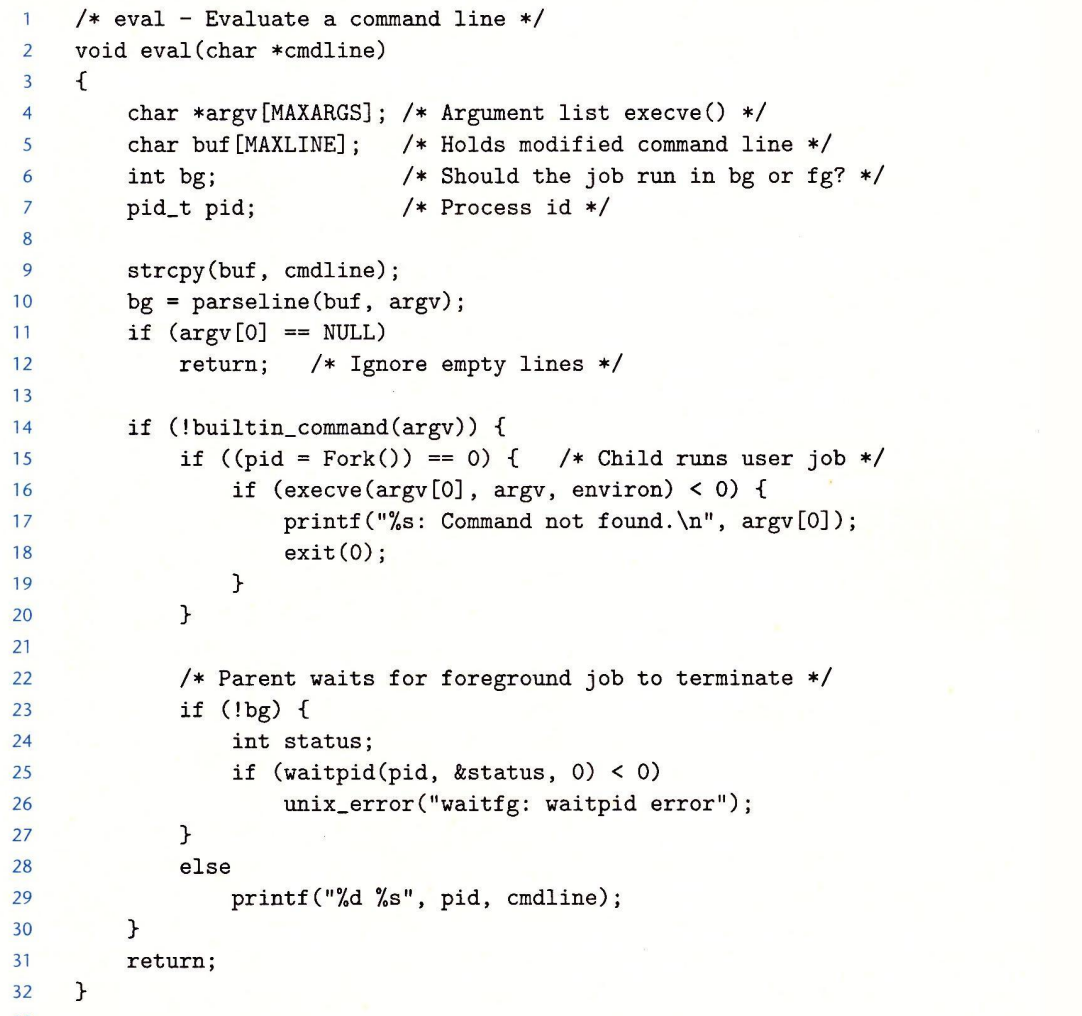 1 /* eval - Evaluate a command line */
2 void eval(char *cmdline)
3 {
4 char *argv[MAXARGS]; /* Argument list execve() */
5 char buf[MAXLINE]; /* Holds modified command line */
6 int bg; /* Should the job run in bg or fg? */
7 pid_t pid; /* Process id */
8
9 strcpy(buf, cmdline);
10 bg = parseline(buf, argv);
11 if (argv[0] == NULL)
12 return; /* Ignore empty lines */
13
14 if (!builtin_command(argv)) {
15 if ((pid = Fork()) == 0) { /* Child runs user job */
16 if (execve(argv[0], argv, environ) < 0) {
17 printf("%s: Command not found.\n", argv[0]);
18 exit(0);
19 }
20 }
21
22 /* Parent waits for foreground job to terminate */
23 if (!bg) {
24 int status;
25 if (waitpid(pid, &status, 0) < 0)
26 unix_error("waitfg: waitpid error");
27 }
28 else
29 printf("%d %s", pid, cmdline);
30 }
31 return;
32 }